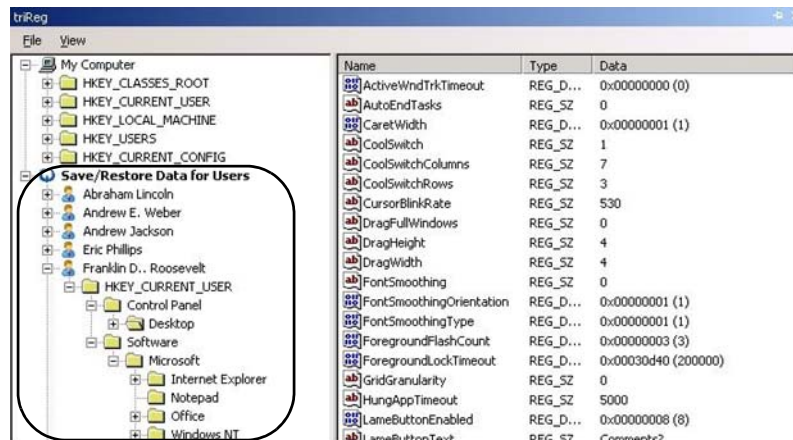 triReg
File View
My Computer
HKEY_CLASSES_ROOT
HKEY_CURRENT_USER
HKEY_LOCAL_MACHINE
HKEY_USERS
HKEY_CURRENT_CONFIG
Save/Restore Data for Users
Abraham Lincoln
Andrew E. Weber
Andrew Jackson
Eric Phillips
Franklin D.. Roosevelt
HKEY_CURRENT_USER
Control Panel
Desktop
Software
Microsoft
Internet Explorer
Notepad
Office
Windows NT
Name Type Data
ActiveWndTrkTimeout REG_D... 0x00000000 (0)
AutoEndTasks REG_SZ 0
CaretWidth REG_D... 0x00000001 (1)
CoolSwitch REG_SZ 1
CoolSwitchColumns REG_SZ 7
CoolSwitchRows REG_SZ 3
CursorBlinkRate REG_SZ 530
DragFullWindows REG_SZ 0
DragHeight REG_SZ 4
DragWidth REG_SZ 4
FontSmoothing REG_SZ 0
FontSmoothingOrientation REG_D... 0x00000001 (1)
FontSmoothingType REG_D... 0x00000001 (1)
ForegroundFlashCount REG_D... 0x00000003 (3)
ForegroundLockTimeout REG_D... 0x00030d40 (200000)
GridGranularity REG_SZ 0
HungAppTimeout REG_SZ 5000
LameButtonEnabled REG_D... 0x00000008 (8)
LameButtonText REG_SZ Comments?